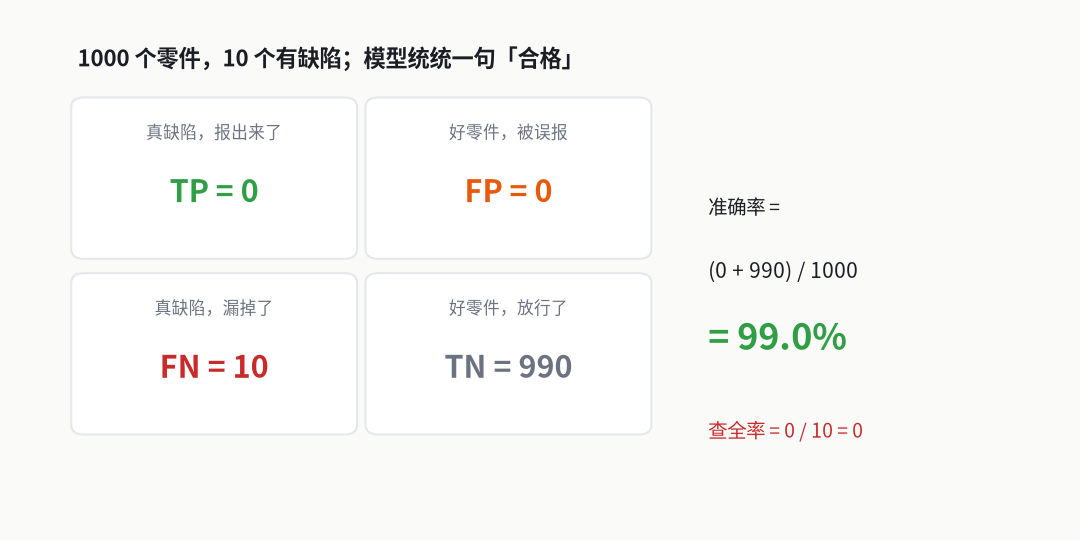 1000 个零件，10 个有缺陷；模型统统一句「合格」
真缺陷，报出来了
TP = 0
好零件，被误报
FP = 0
真缺陷，漏掉了
FN = 10
好零件，放行了
TN = 990
准确率 =
(0 + 990) / 1000
= 99.0%
查全率 = 0 / 10 = 0